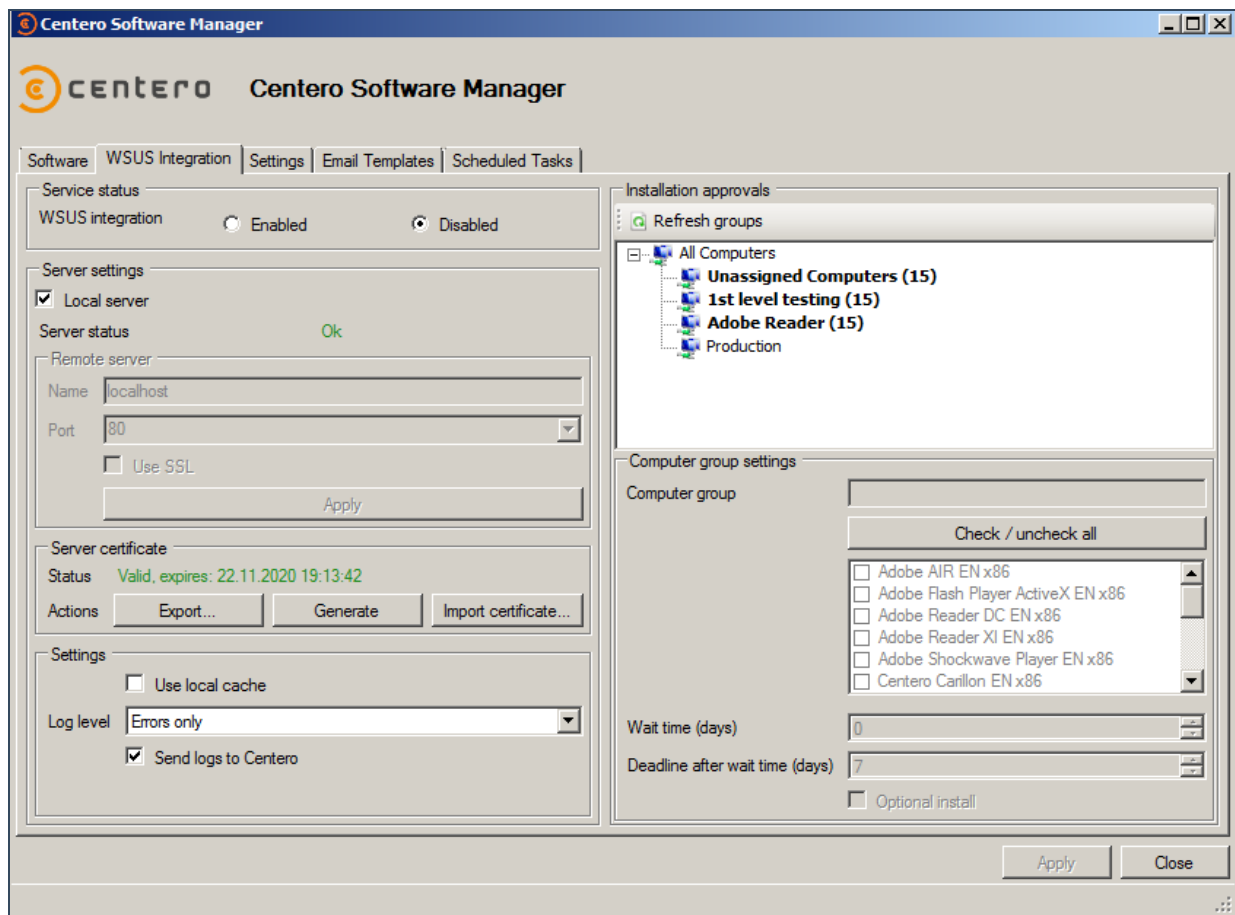 Centero Software Manager
centero Centero Software Manager
Software WSUS Integration Settings Email Templates Scheduled Tasks
Service status
WSUS integration Enabled Disabled
Server settings
Local server
Server status Ok
Remote server
Name localhost
Port 80
Use SSL
Apply
Server certificate
Status Valid, expires: 22.11.2020 19:13:42
Actions Export... Generate Import certificate...
Settings
Use local cache
Log level Errors only
Send logs to Centero
Installation approvals
Refresh groups
All Computers
Unassigned Computers (15)
1st level testing (15)
Adobe Reader (15)
Production
Computer group settings
Computer group
Check / uncheck all
Adobe AIR EN x86
Adobe Flash Player ActiveX EN x86
Adobe Reader DC EN x86
Adobe Reader XI EN x86
Adobe Shockwave Player EN x86
Centero Carillon EN x86
Wait time (days) 0
Deadline after wait time (days) 7
Optional install
Apply Close